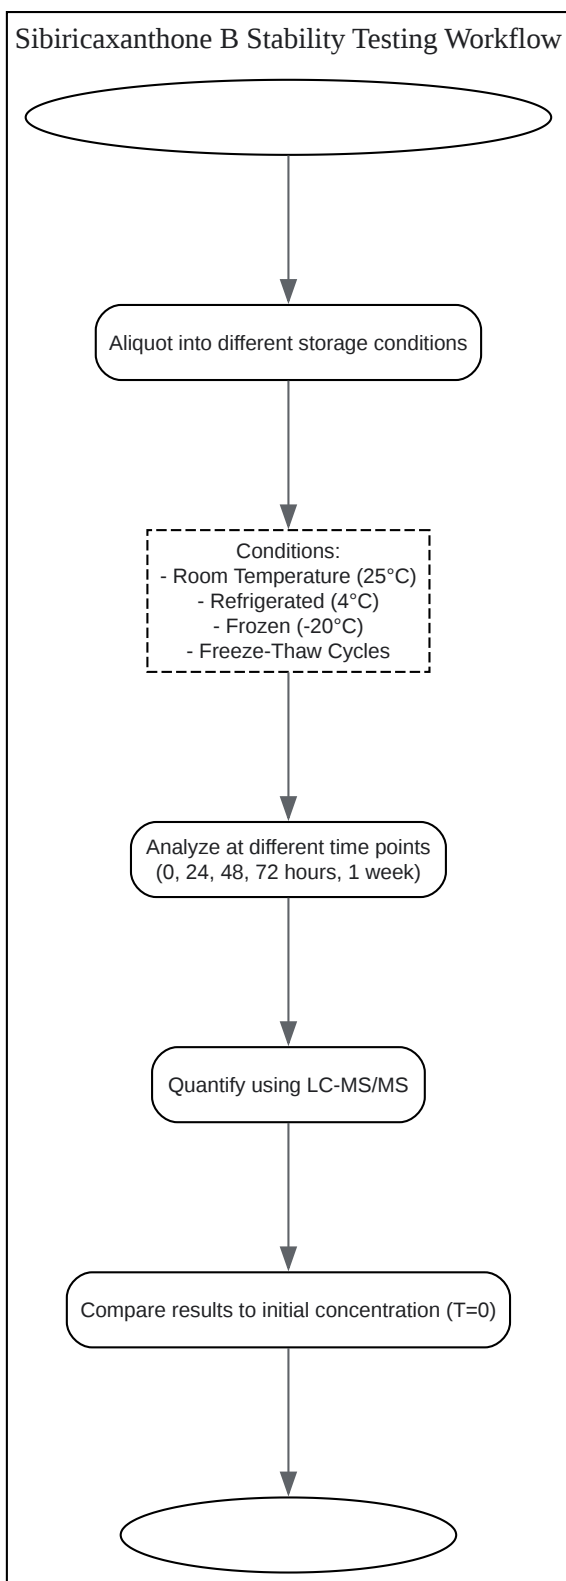 Sibiricaxanthone B Stability Testing Workflow
Aliquot into different storage conditions
Conditions:
- Room Temperature (25°C)
- Refrigerated (4°C)
- Frozen (-20°C)
- Freeze-Thaw Cycles
Analyze at different time points
(0, 24, 48, 72 hours, 1 week)
Quantify using LC-MS/MS
Compare results to initial concentration (T=0)